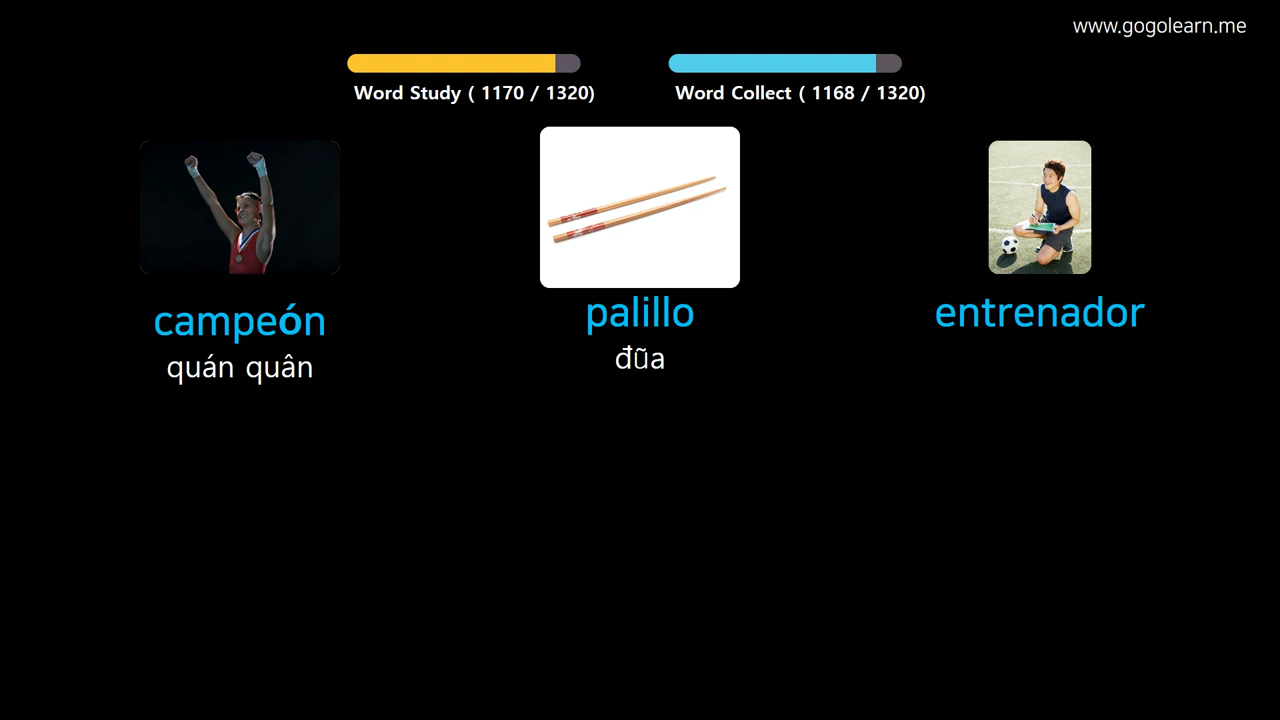 www.gogolearn.me
Word Study ( 1170 / 1320)
Word Collect ( 1168 / 1320)
campeón
quán quân
palillo
đũa
entrenador